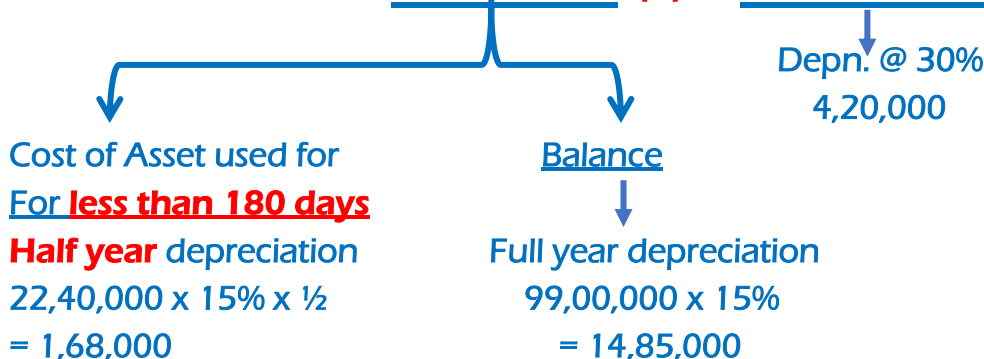 Depn. @ 30%
4,20,000
Cost of Asset used for
For less than 180 days
Half year depreciation
22,40,000 x 15% x ½
= 1,68,000
Balance
Full year depreciation
99,00,000 x 15%
= 14,85,000